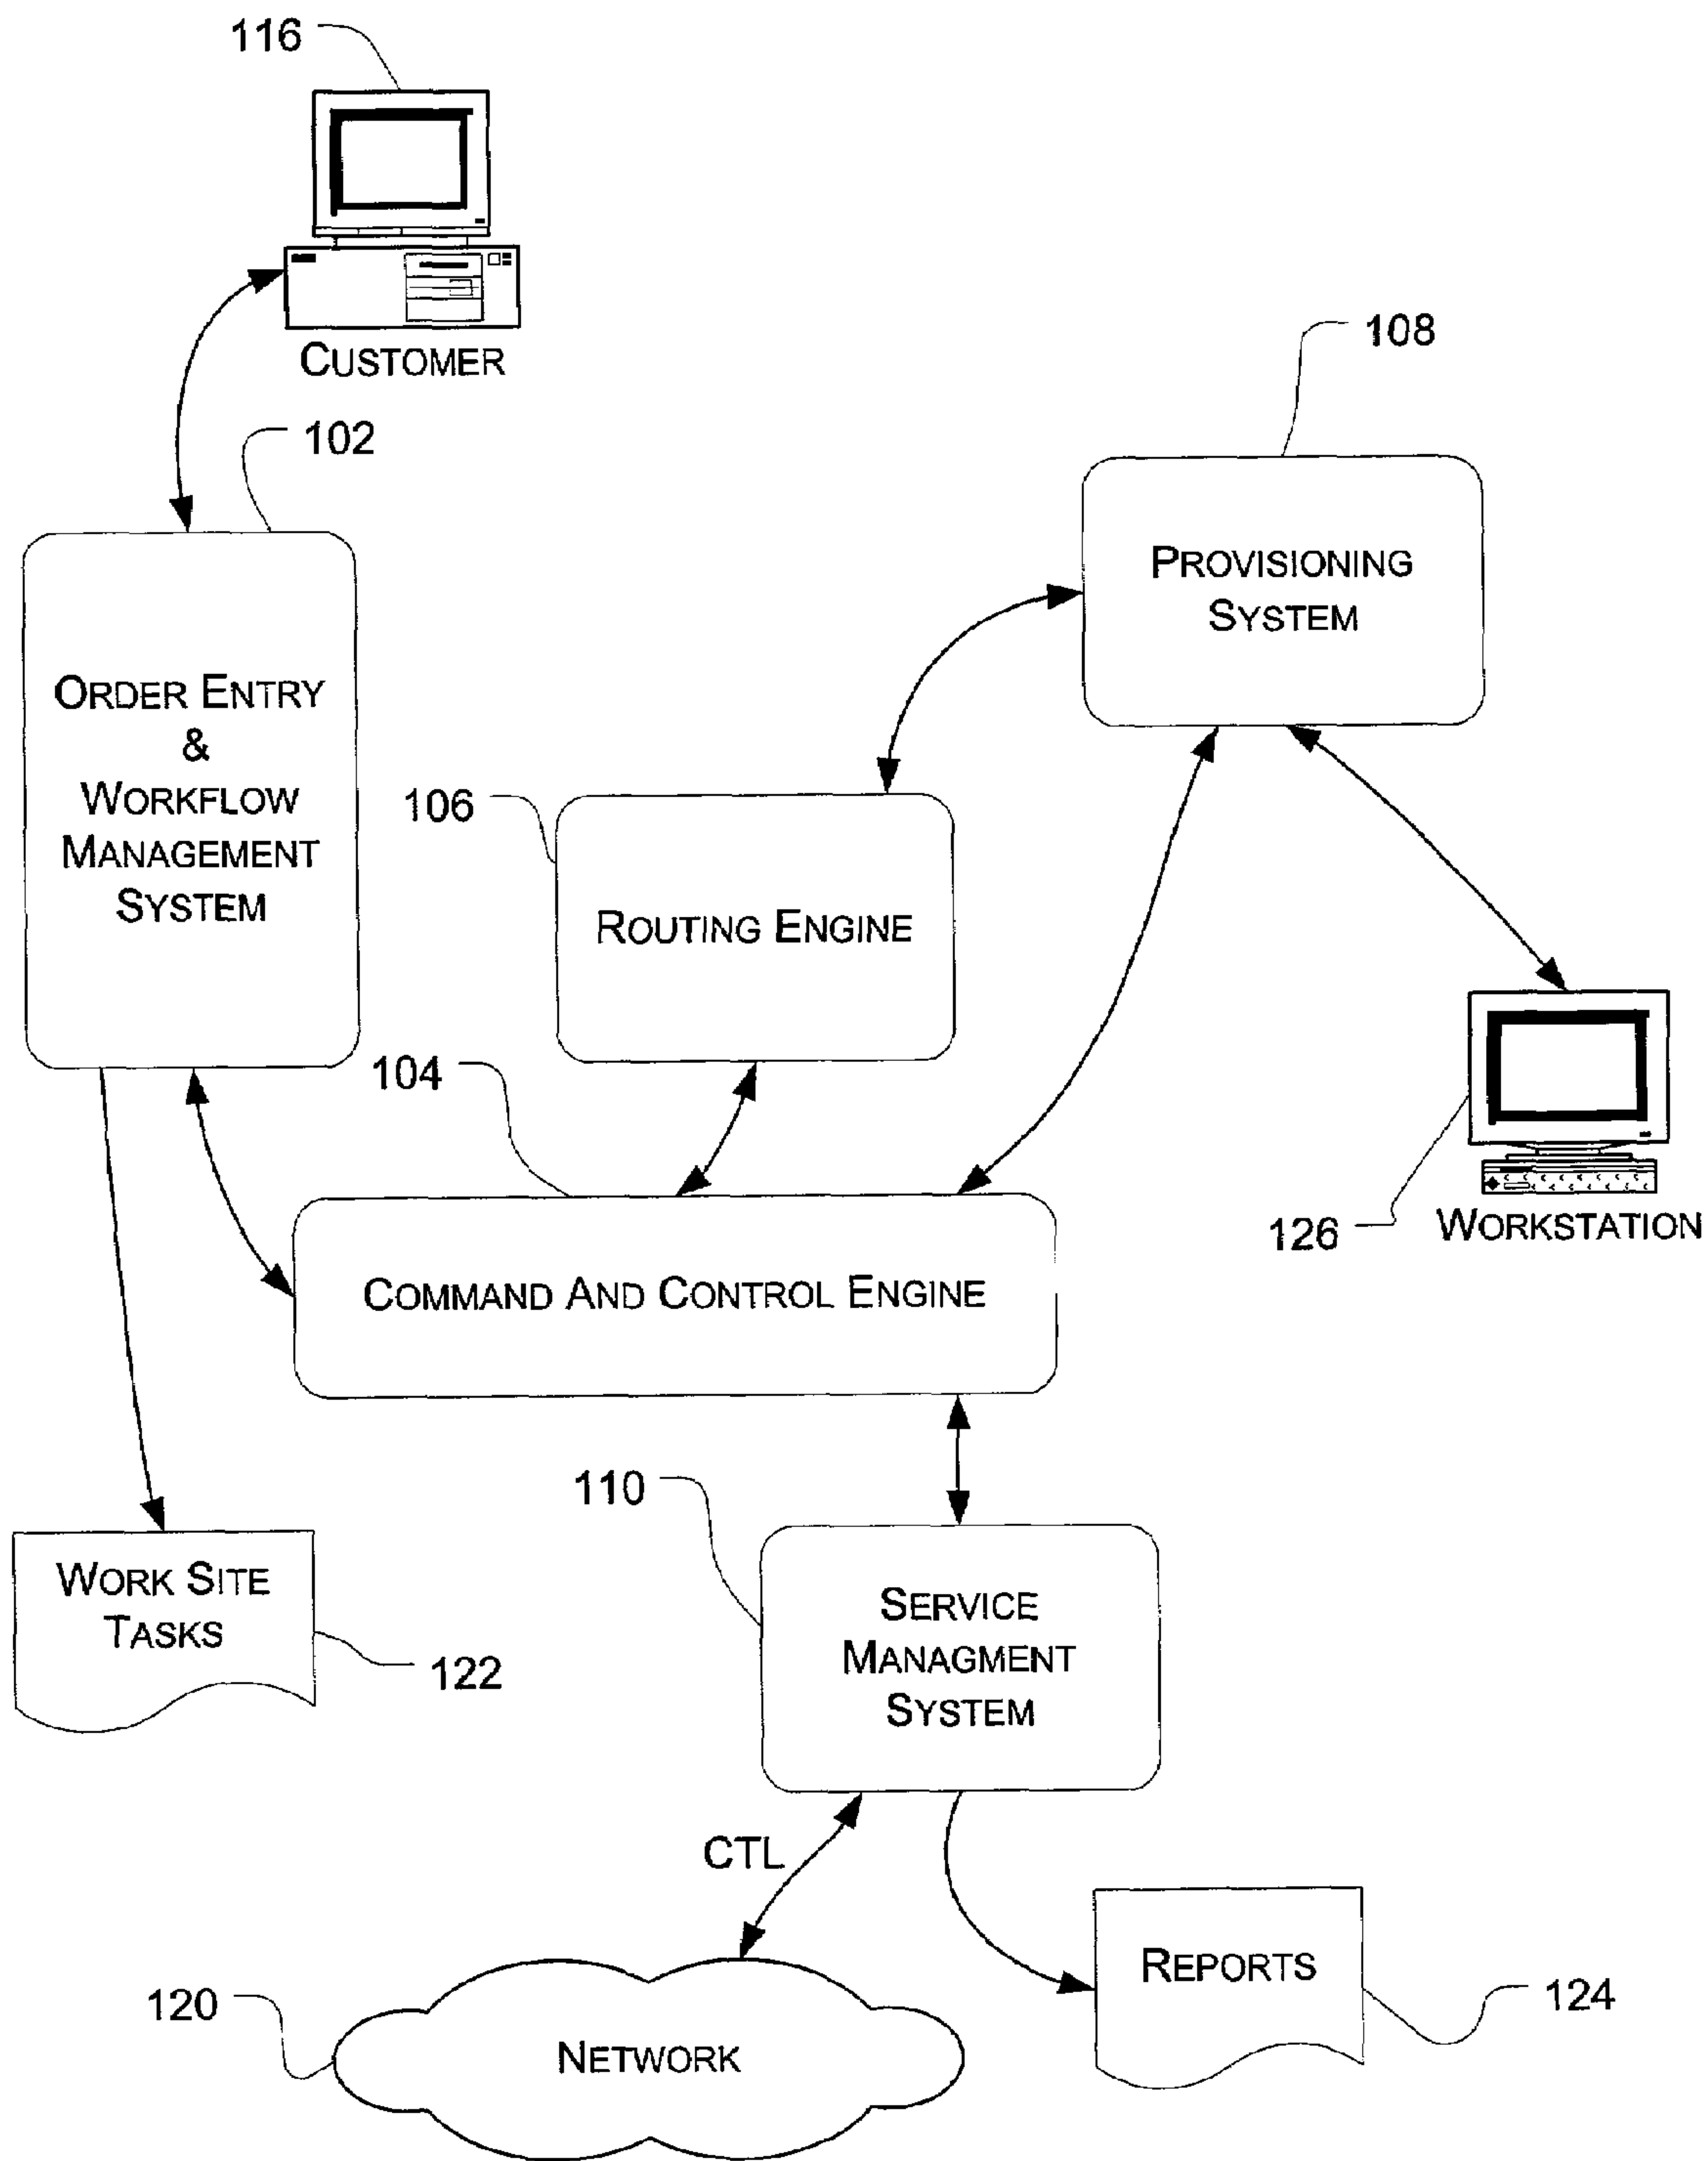 116
CUSTOMER
108
102
PROVISIONING
SYSTEM
ORDER ENTRY
&
WORKFLOW
MANAGEMENT
SYSTEM
106
ROUTING ENGINE
104
126
WORKSTATION
COMMAND AND CONTROL ENGINE
110
WORK SITE
TASKS
122
SERVICE
MANAGMENT
SYSTEM
CTL
REPORTS
124
120
NETWORK